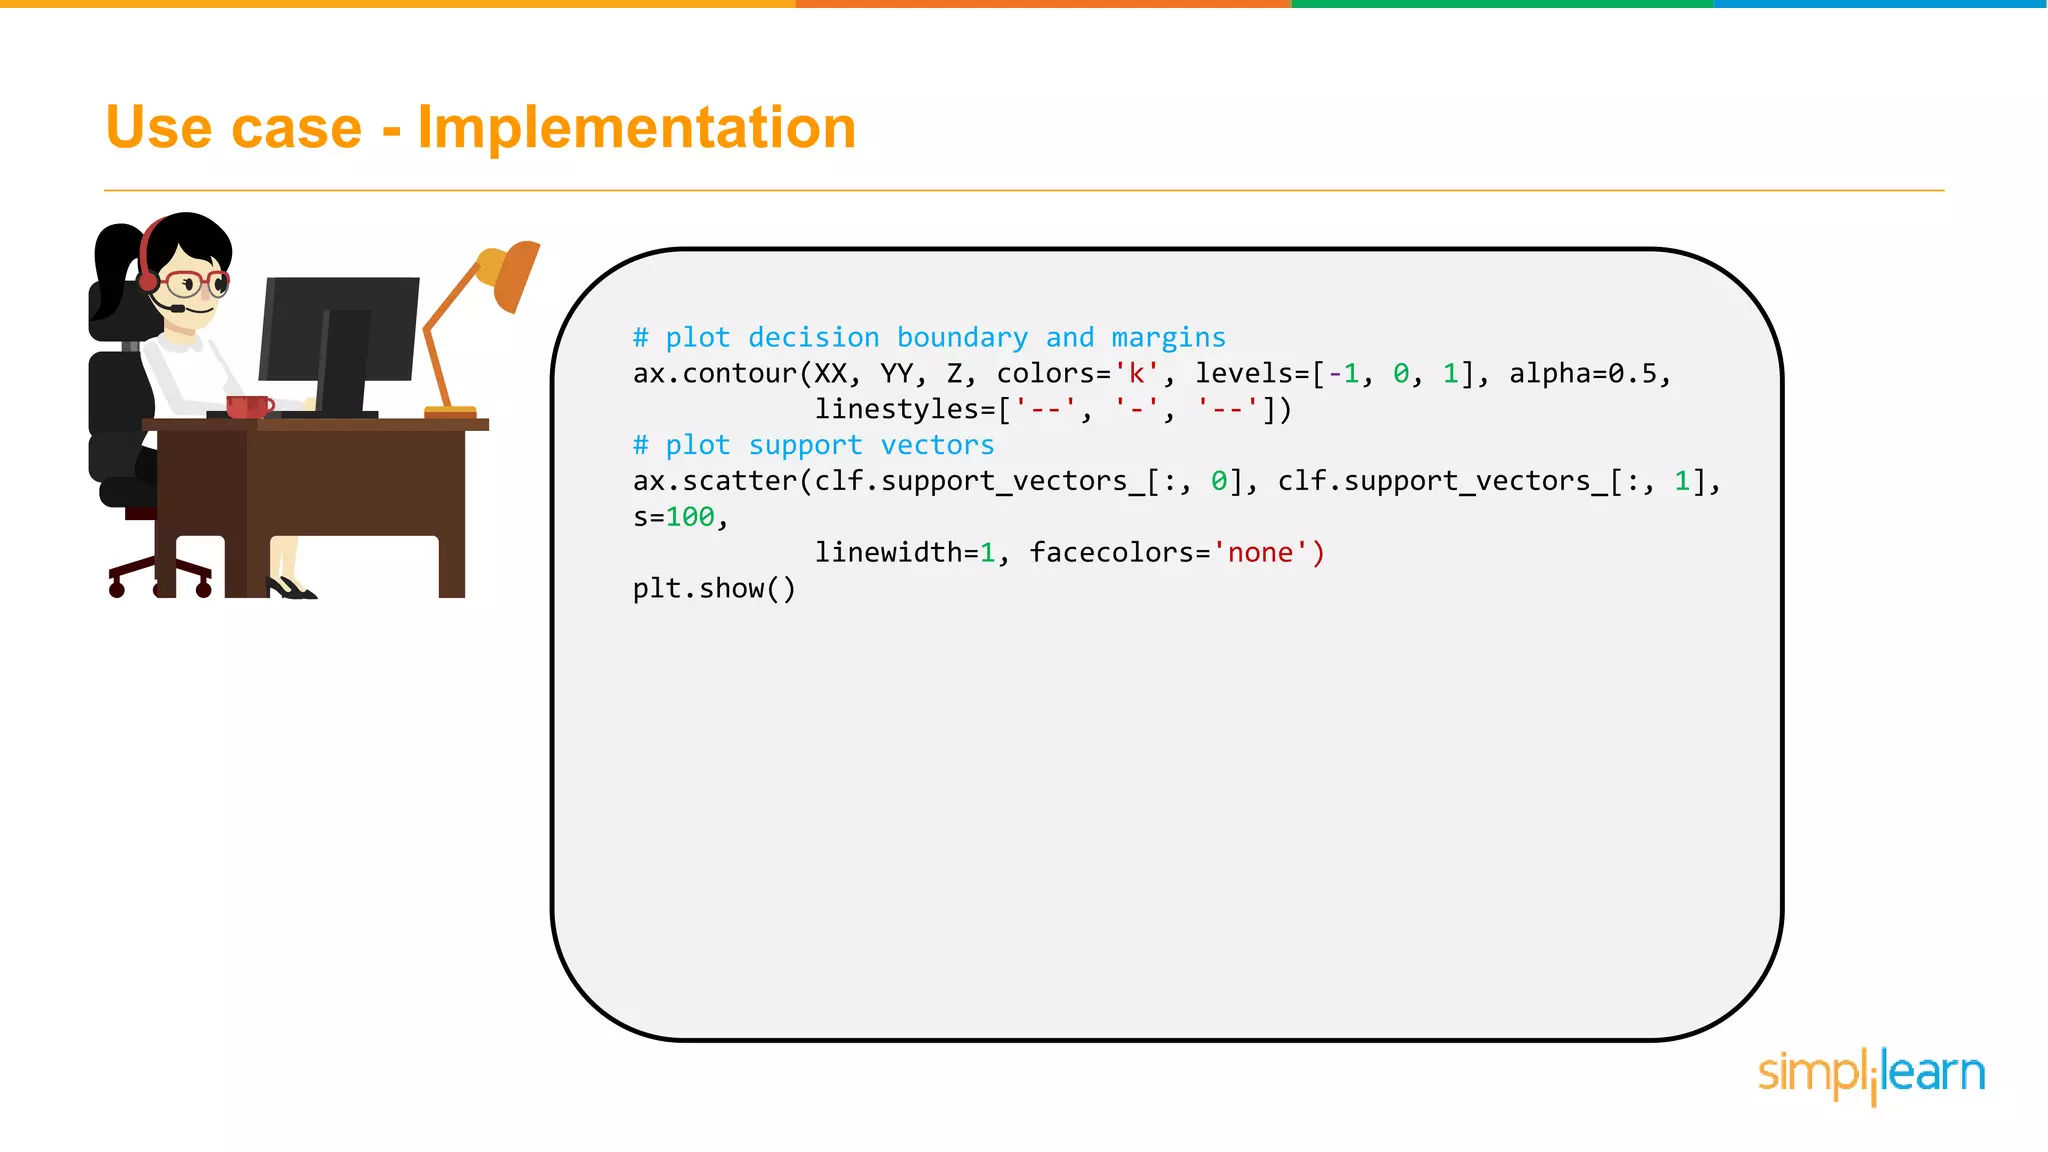 Use case - Implementation
# plot decision boundary and margins
ax.contour(XX, YY, Z, colors='k', levels=[-1, 0, 1], alpha=0.5,
           linestyles=['--', '-', '--'])
# plot support vectors
ax.scatter(clf.support_vectors_[:, 0], clf.support_vectors_[:, 1],
s=100,
           linewidth=1, facecolors='none')
plt.show()
simplilearn